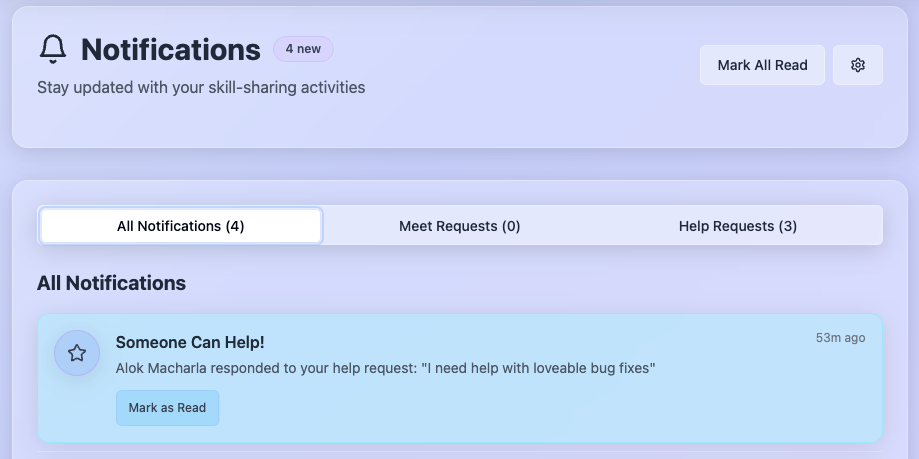 Notifications 4 new
Stay updated with your skill-sharing activities
Mark All Read
All Notifications (4) Meet Requests (0) Help Requests (3)
All Notifications
Someone Can Help! 53m ago
Alok Macharla responded to your help request: "I need help with loveable bug fixes"
Mark as Read